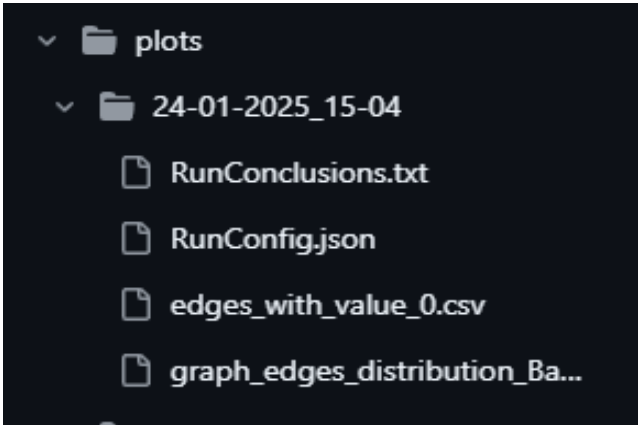 plots
24-01-2025_15-04
RunConclusions.txt
RunConfig.json
edges_with_value_0.csv
graph_edges_distribution_Ba...